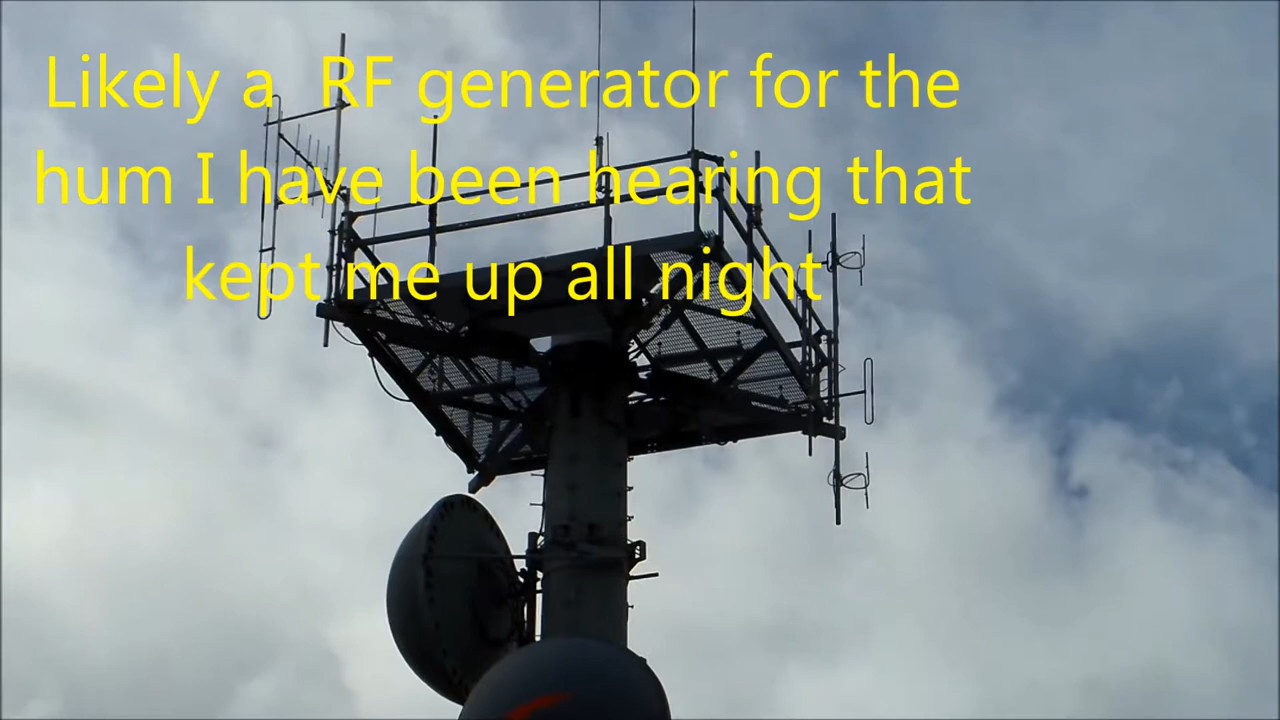 Likely a RF generator for the
hum I have been hearing that
kept me up all night